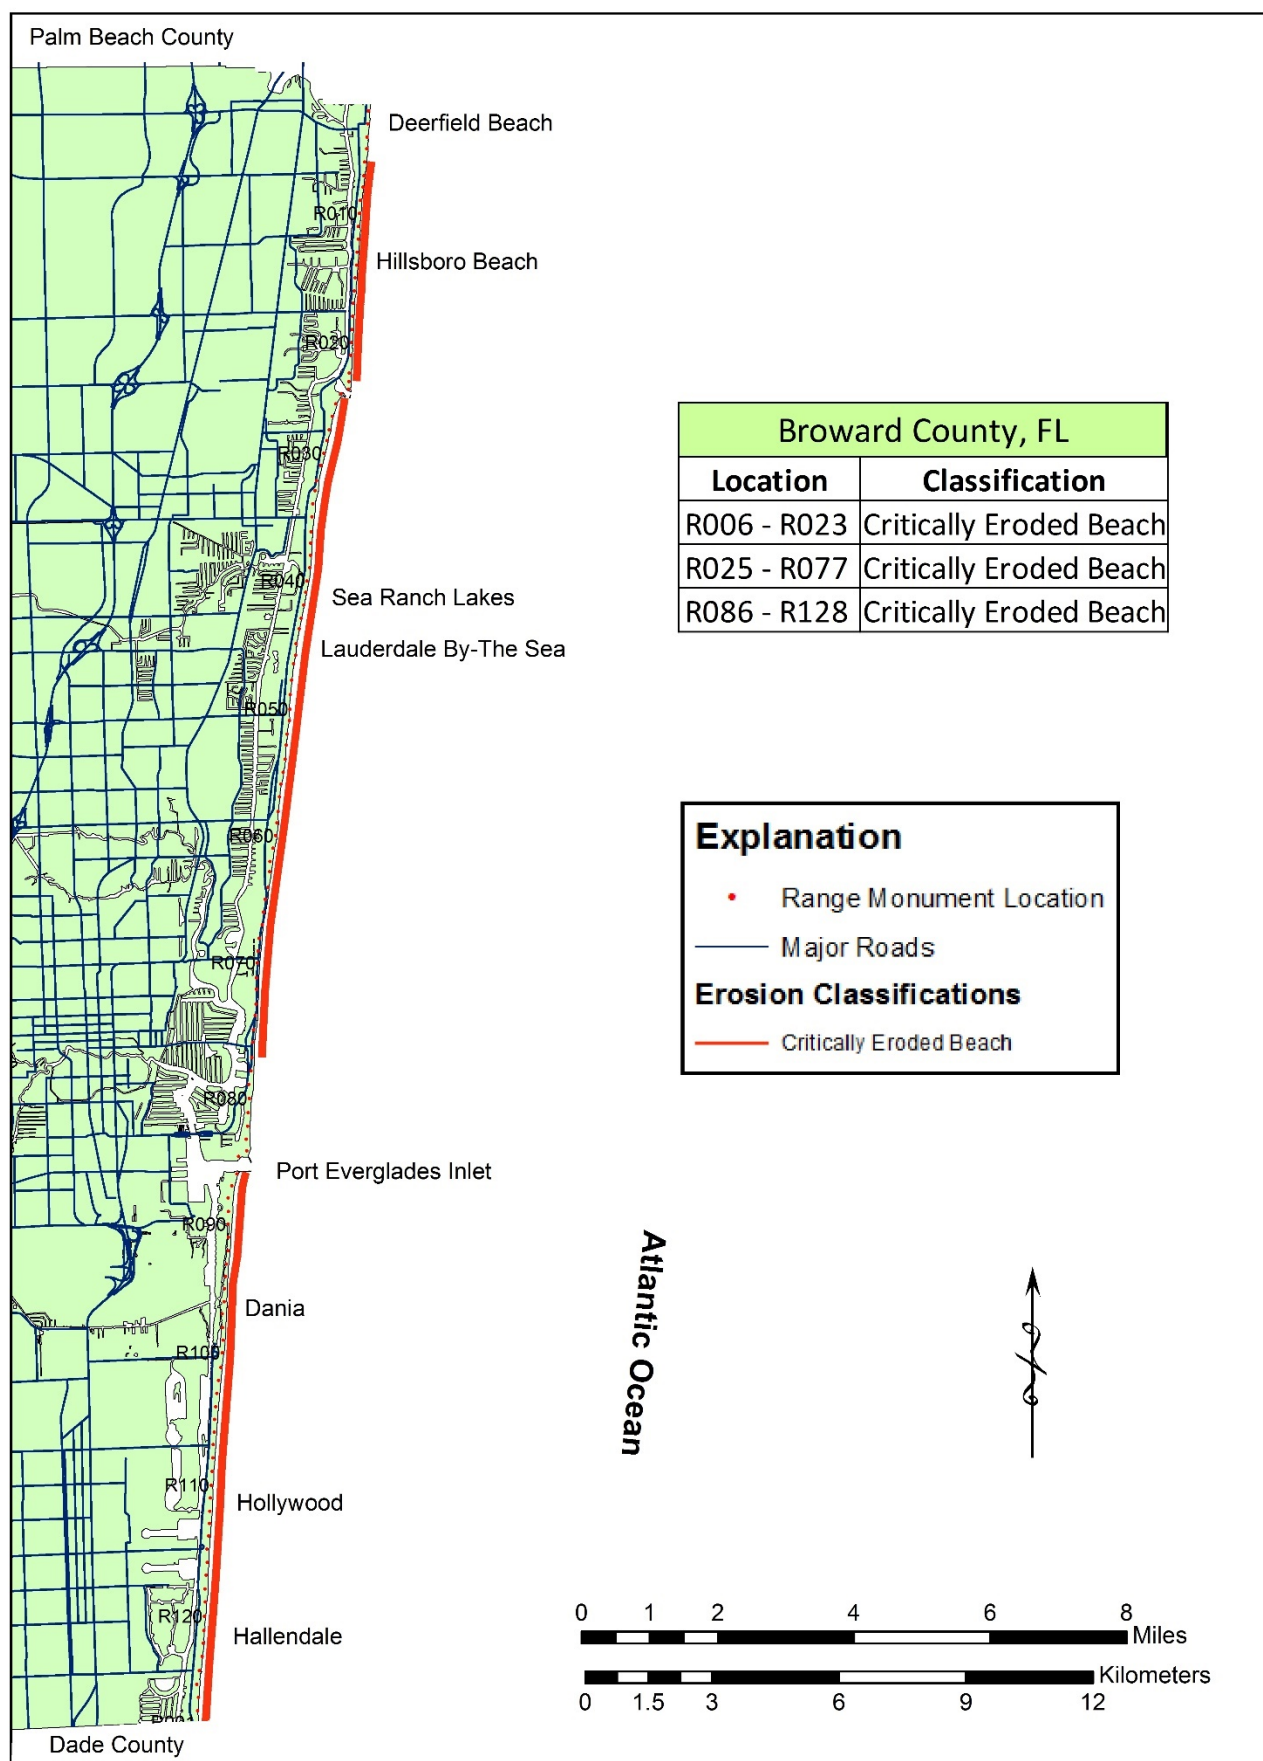 Palm Beach County
Deerfield Beach
R010
Hillsboro Beach
R020
Broward County, FL
Location Classification
R006 - R023 Critically Eroded Beach
R025 - R077 Critically Eroded Beach
R086 - R128 Critically Eroded Beach
R030
R040
Sea Ranch Lakes
Lauderdale By-The Sea
R050
R060
R070
R080
Explanation
Range Monument Location
Major Roads
Erosion Classifications
Critically Eroded Beach
Port Everglades Inlet
R090
Atlantic Ocean
Dania
R100
R110
Hollywood
R120
Hallendale
0 1 2 4 6 8
Miles
Kilometers
0 1.5 3 6 9 12
Dade County